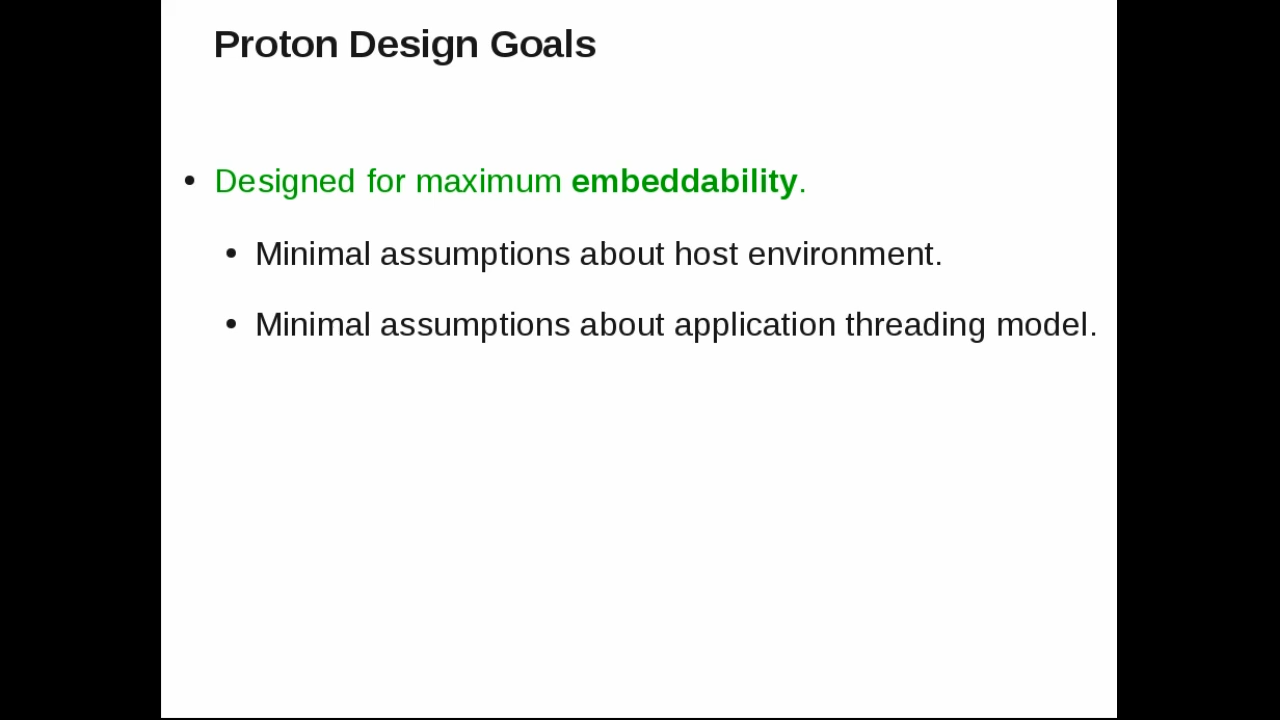 Proton Design Goals
• Designed for maximum embeddability.
• Minimal assumptions about host environment.
• Minimal assumptions about application threading model.